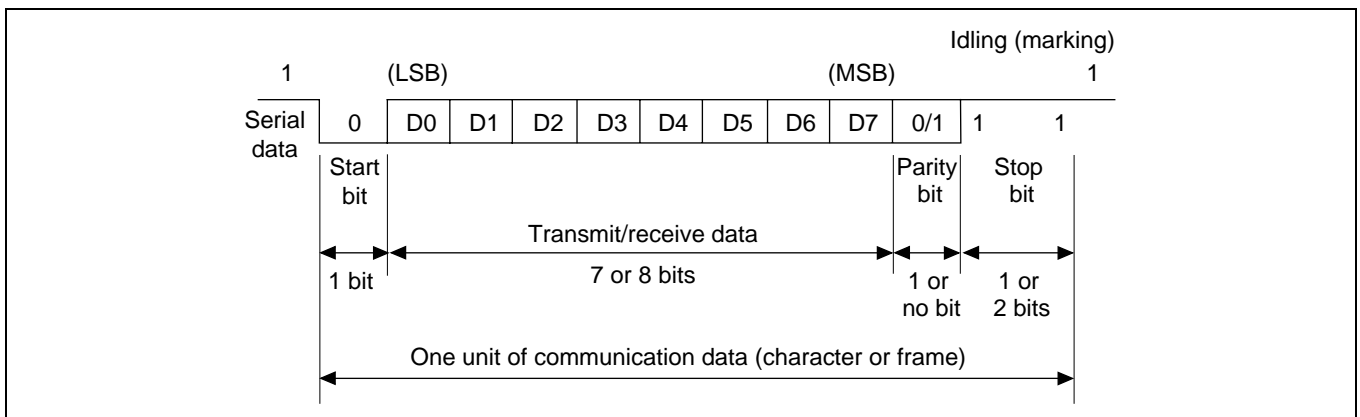 Idling (marking)
1 (LSB) (MSB) 1
Serial data 0 D0 D1 D2 D3 D4 D5 D6 D7 0/1 1 1
Start bit
Parity bit
Stop bit
Transmit/receive data
1 bit
7 or 8 bits
1 or no bit
1 or 2 bits
One unit of communication data (character or frame)